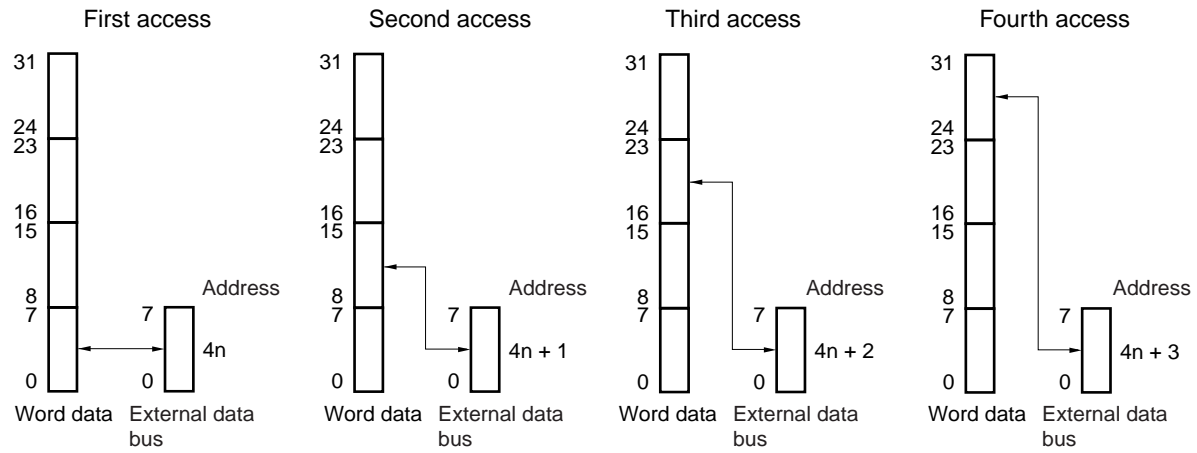 First access
Second access
Third access
Fourth access
31
24
23
16
15
8
7
0
Address
7
4n
0
Word data
External data
bus
31
24
23
16
15
8
7
0
Address
7
4n + 1
0
Word data
External data
bus
31
24
23
16
15
8
7
0
Address
7
4n + 2
0
Word data
External data
bus
31
24
23
16
15
8
7
0
Address
7
4n + 3
0
Word data
External data
bus